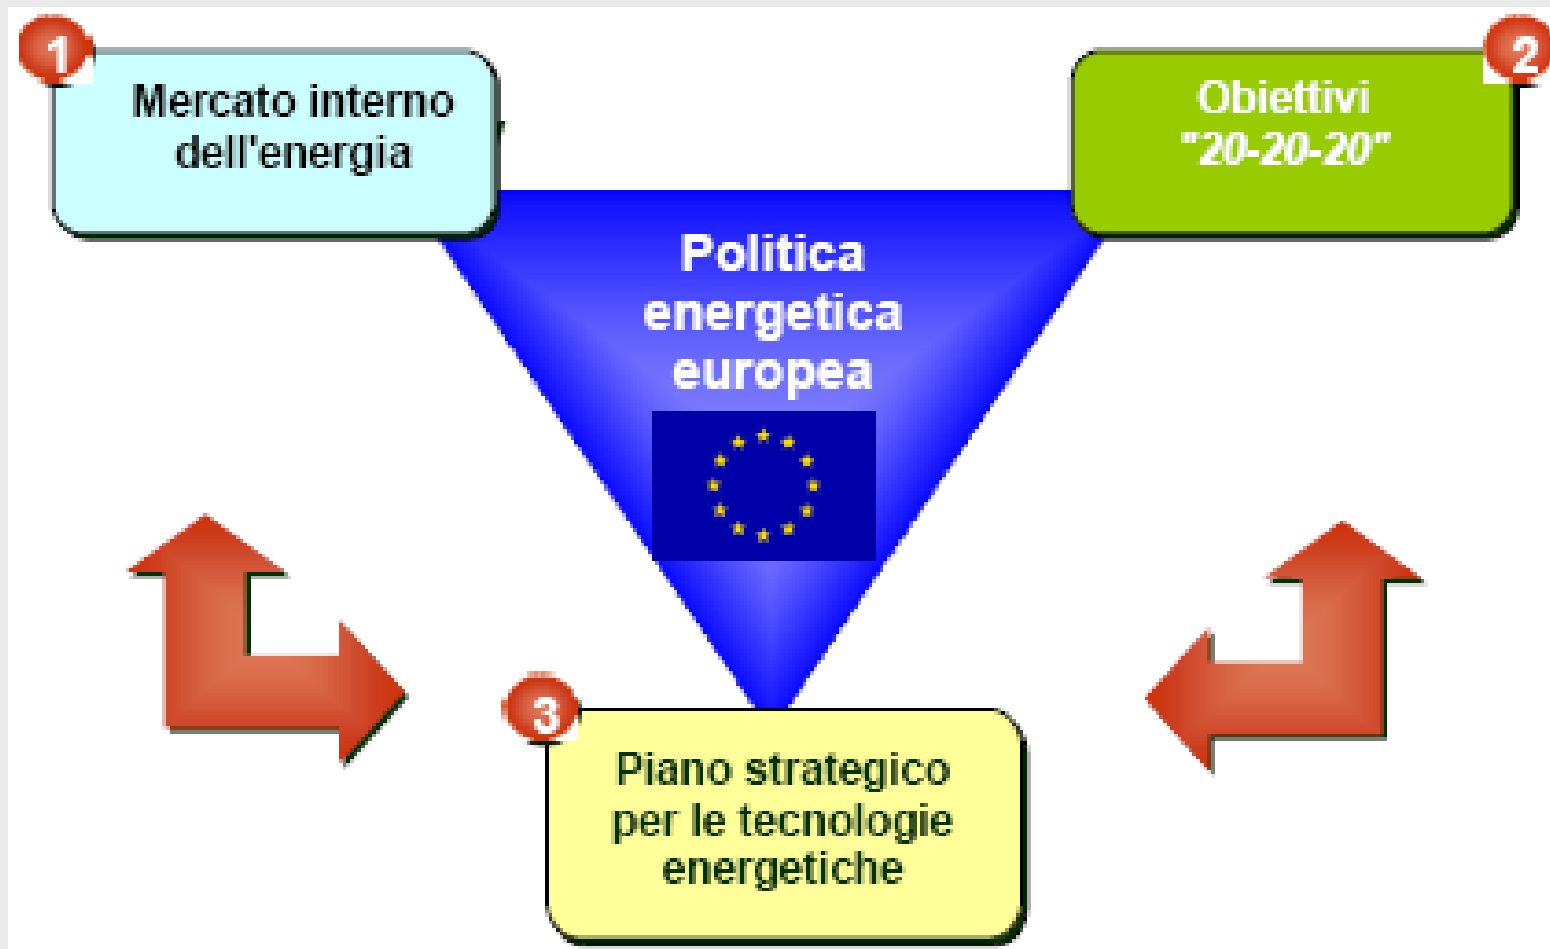 1
Mercato interno
dell'energia
2
Obiettivi
"20-20-20"
Politica
energetica
europea
3
Piano strategico
per le tecnologie
energetiche